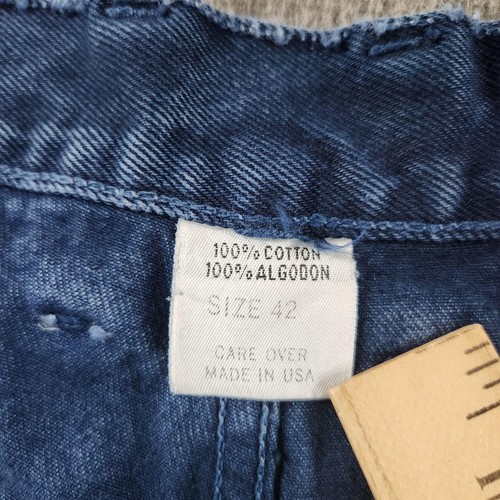 100% COTTON
100% ALGODON
SIZE 42
CARE OVER
MADE IN USA